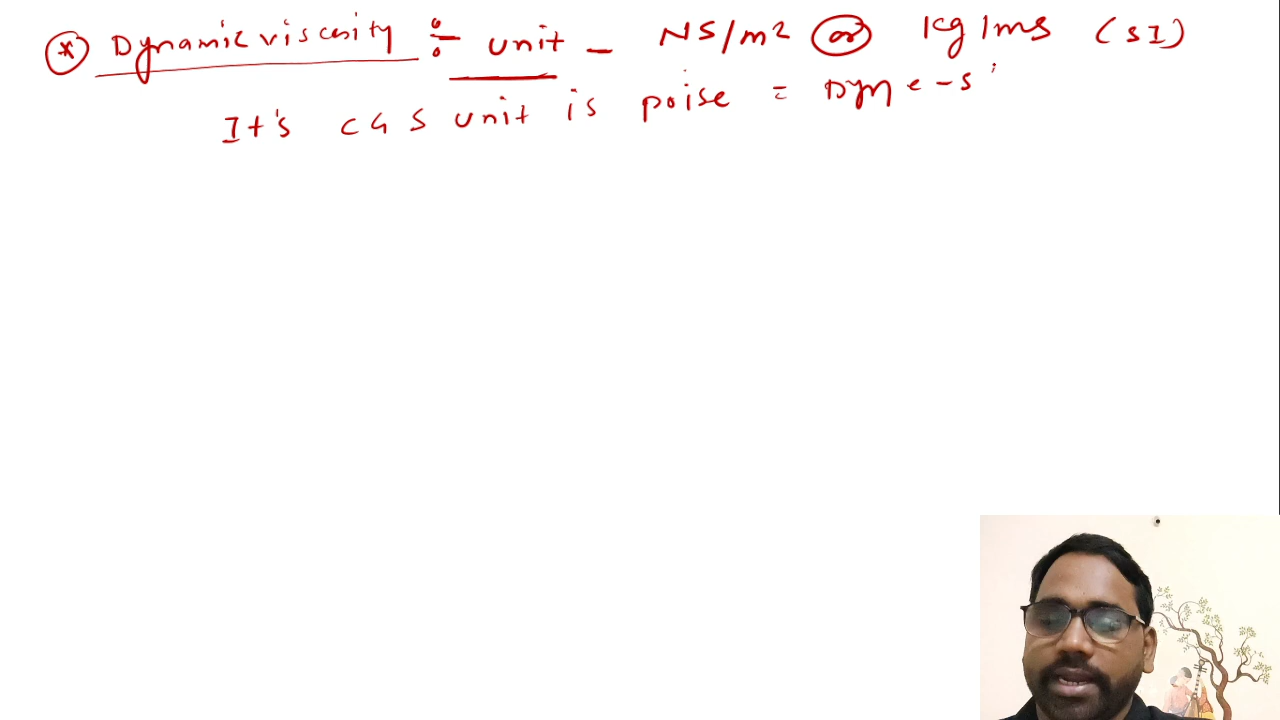 * Dynamic viscosity ÷ unit - NS/m2 or kg/ms (SI)
It's CGS unit is poise = Dyne-s